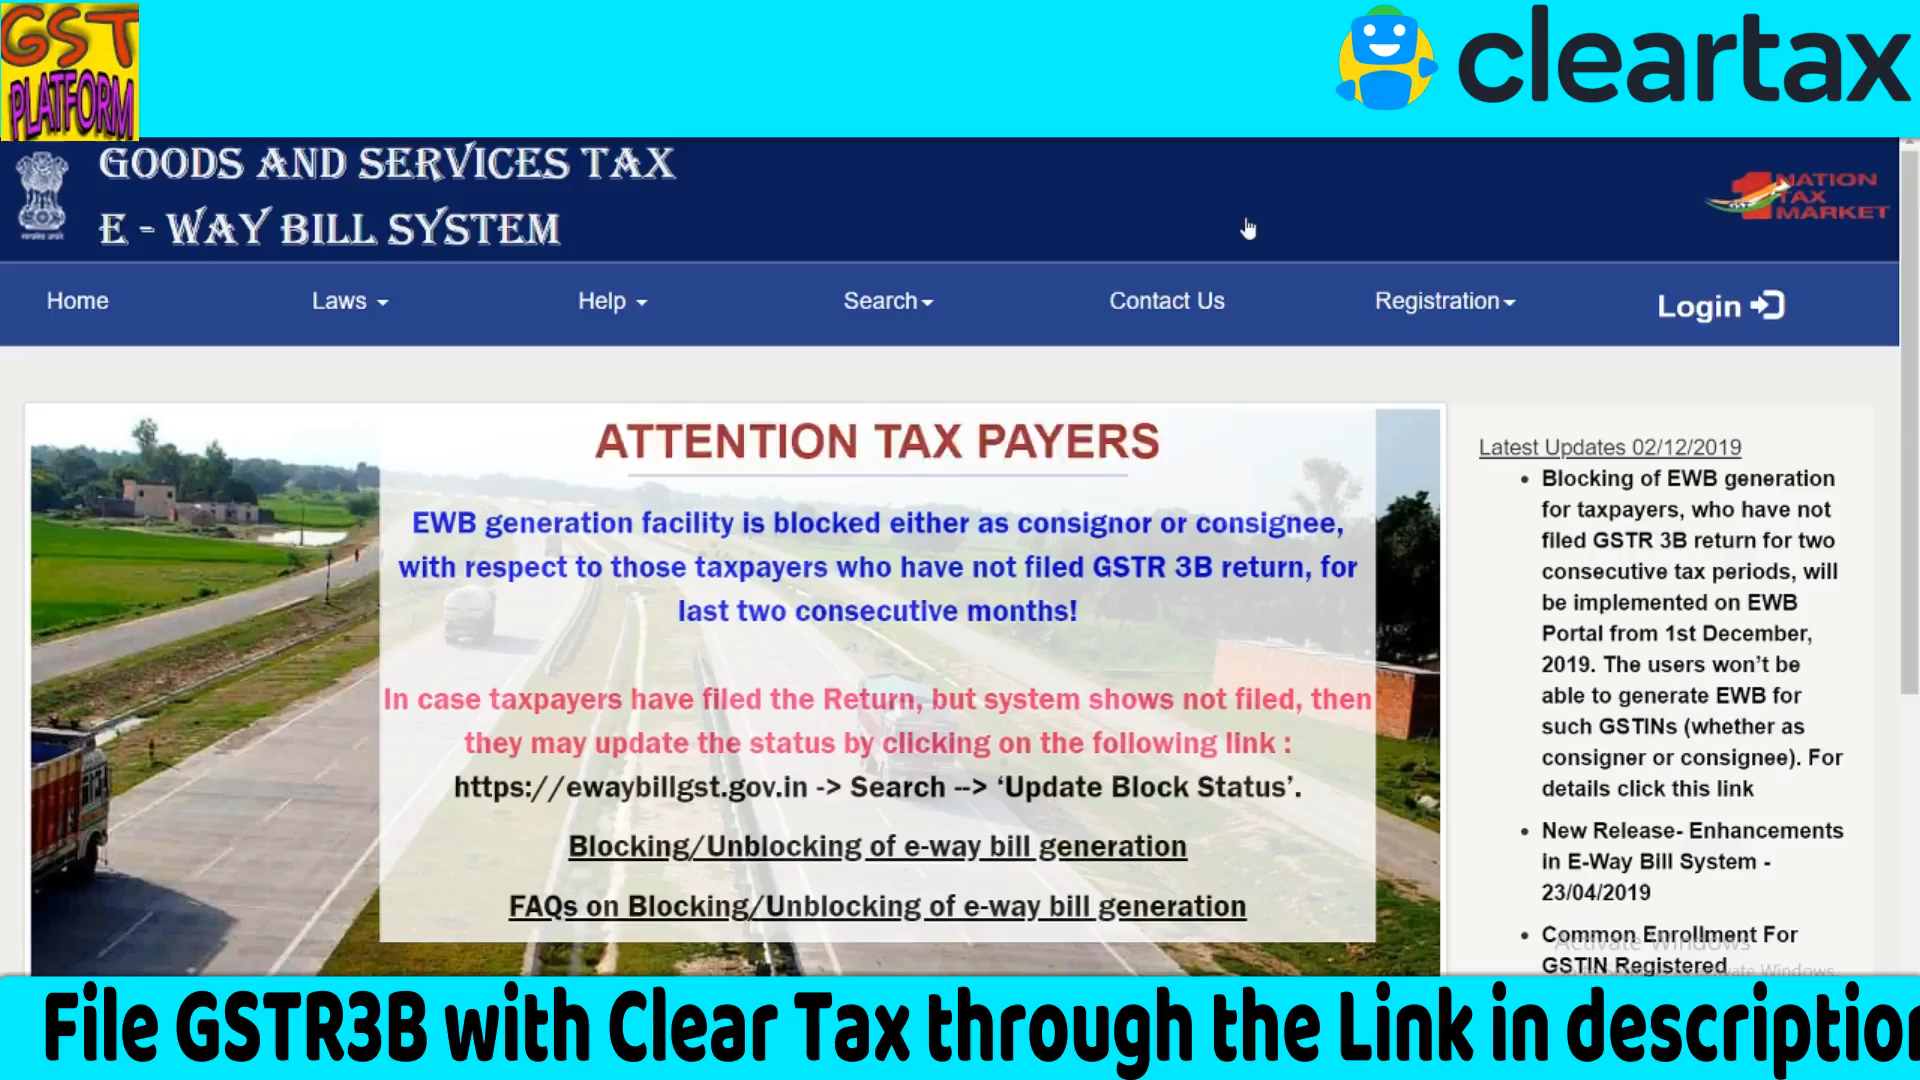 GST
PLATFORM
cleartax
GOODS AND SERVICES TAX
E - WAY BILL SYSTEM
1 NATION
TAX
MARKET
Home
Laws
Help
Search
Contact Us
Registration
Login
ATTENTION TAX PAYERS
EWB generation facility is blocked either as consignor or consignee,
with respect to those taxpayers who have not filed GSTR 3B return, for
last two consecutive months!
In case taxpayers have filed the Return, but system shows not filed, then
they may update the status by clicking on the following link :
https://ewaybillgst.gov.in -> Search --> ‘Update Block Status’.
Blocking/Unblocking of e-way bill generation
FAQs on Blocking/Unblocking of e-way bill generation
Latest Updates 02/12/2019
• Blocking of EWB generation
for taxpayers, who have not
filed GSTR 3B return for two
consecutive tax periods, will
be implemented on EWB
Portal from 1st December,
2019. The users won’t be
able to generate EWB for
such GSTINs (whether as
consigner or consignee). For
details click this link
• New Release- Enhancements
in E-Way Bill System -
23/04/2019
• Common Enrollment For
Activate Windows
GSTIN Registered
File GSTR3B with Clear Tax through the Link in description